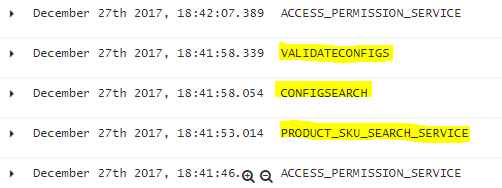 December 27th 2017, 18:42:07.389 ACCESS_PERMISSION_SERVICE
December 27th 2017, 18:41:58.339 VALIDATECONFIGS
December 27th 2017, 18:41:58.054 CONFIGSEARCH
December 27th 2017, 18:41:53.014 PRODUCT_SKU_SEARCH_SERVICE
December 27th 2017, 18:41:46. ACCESS_PERMISSION_SERVICE